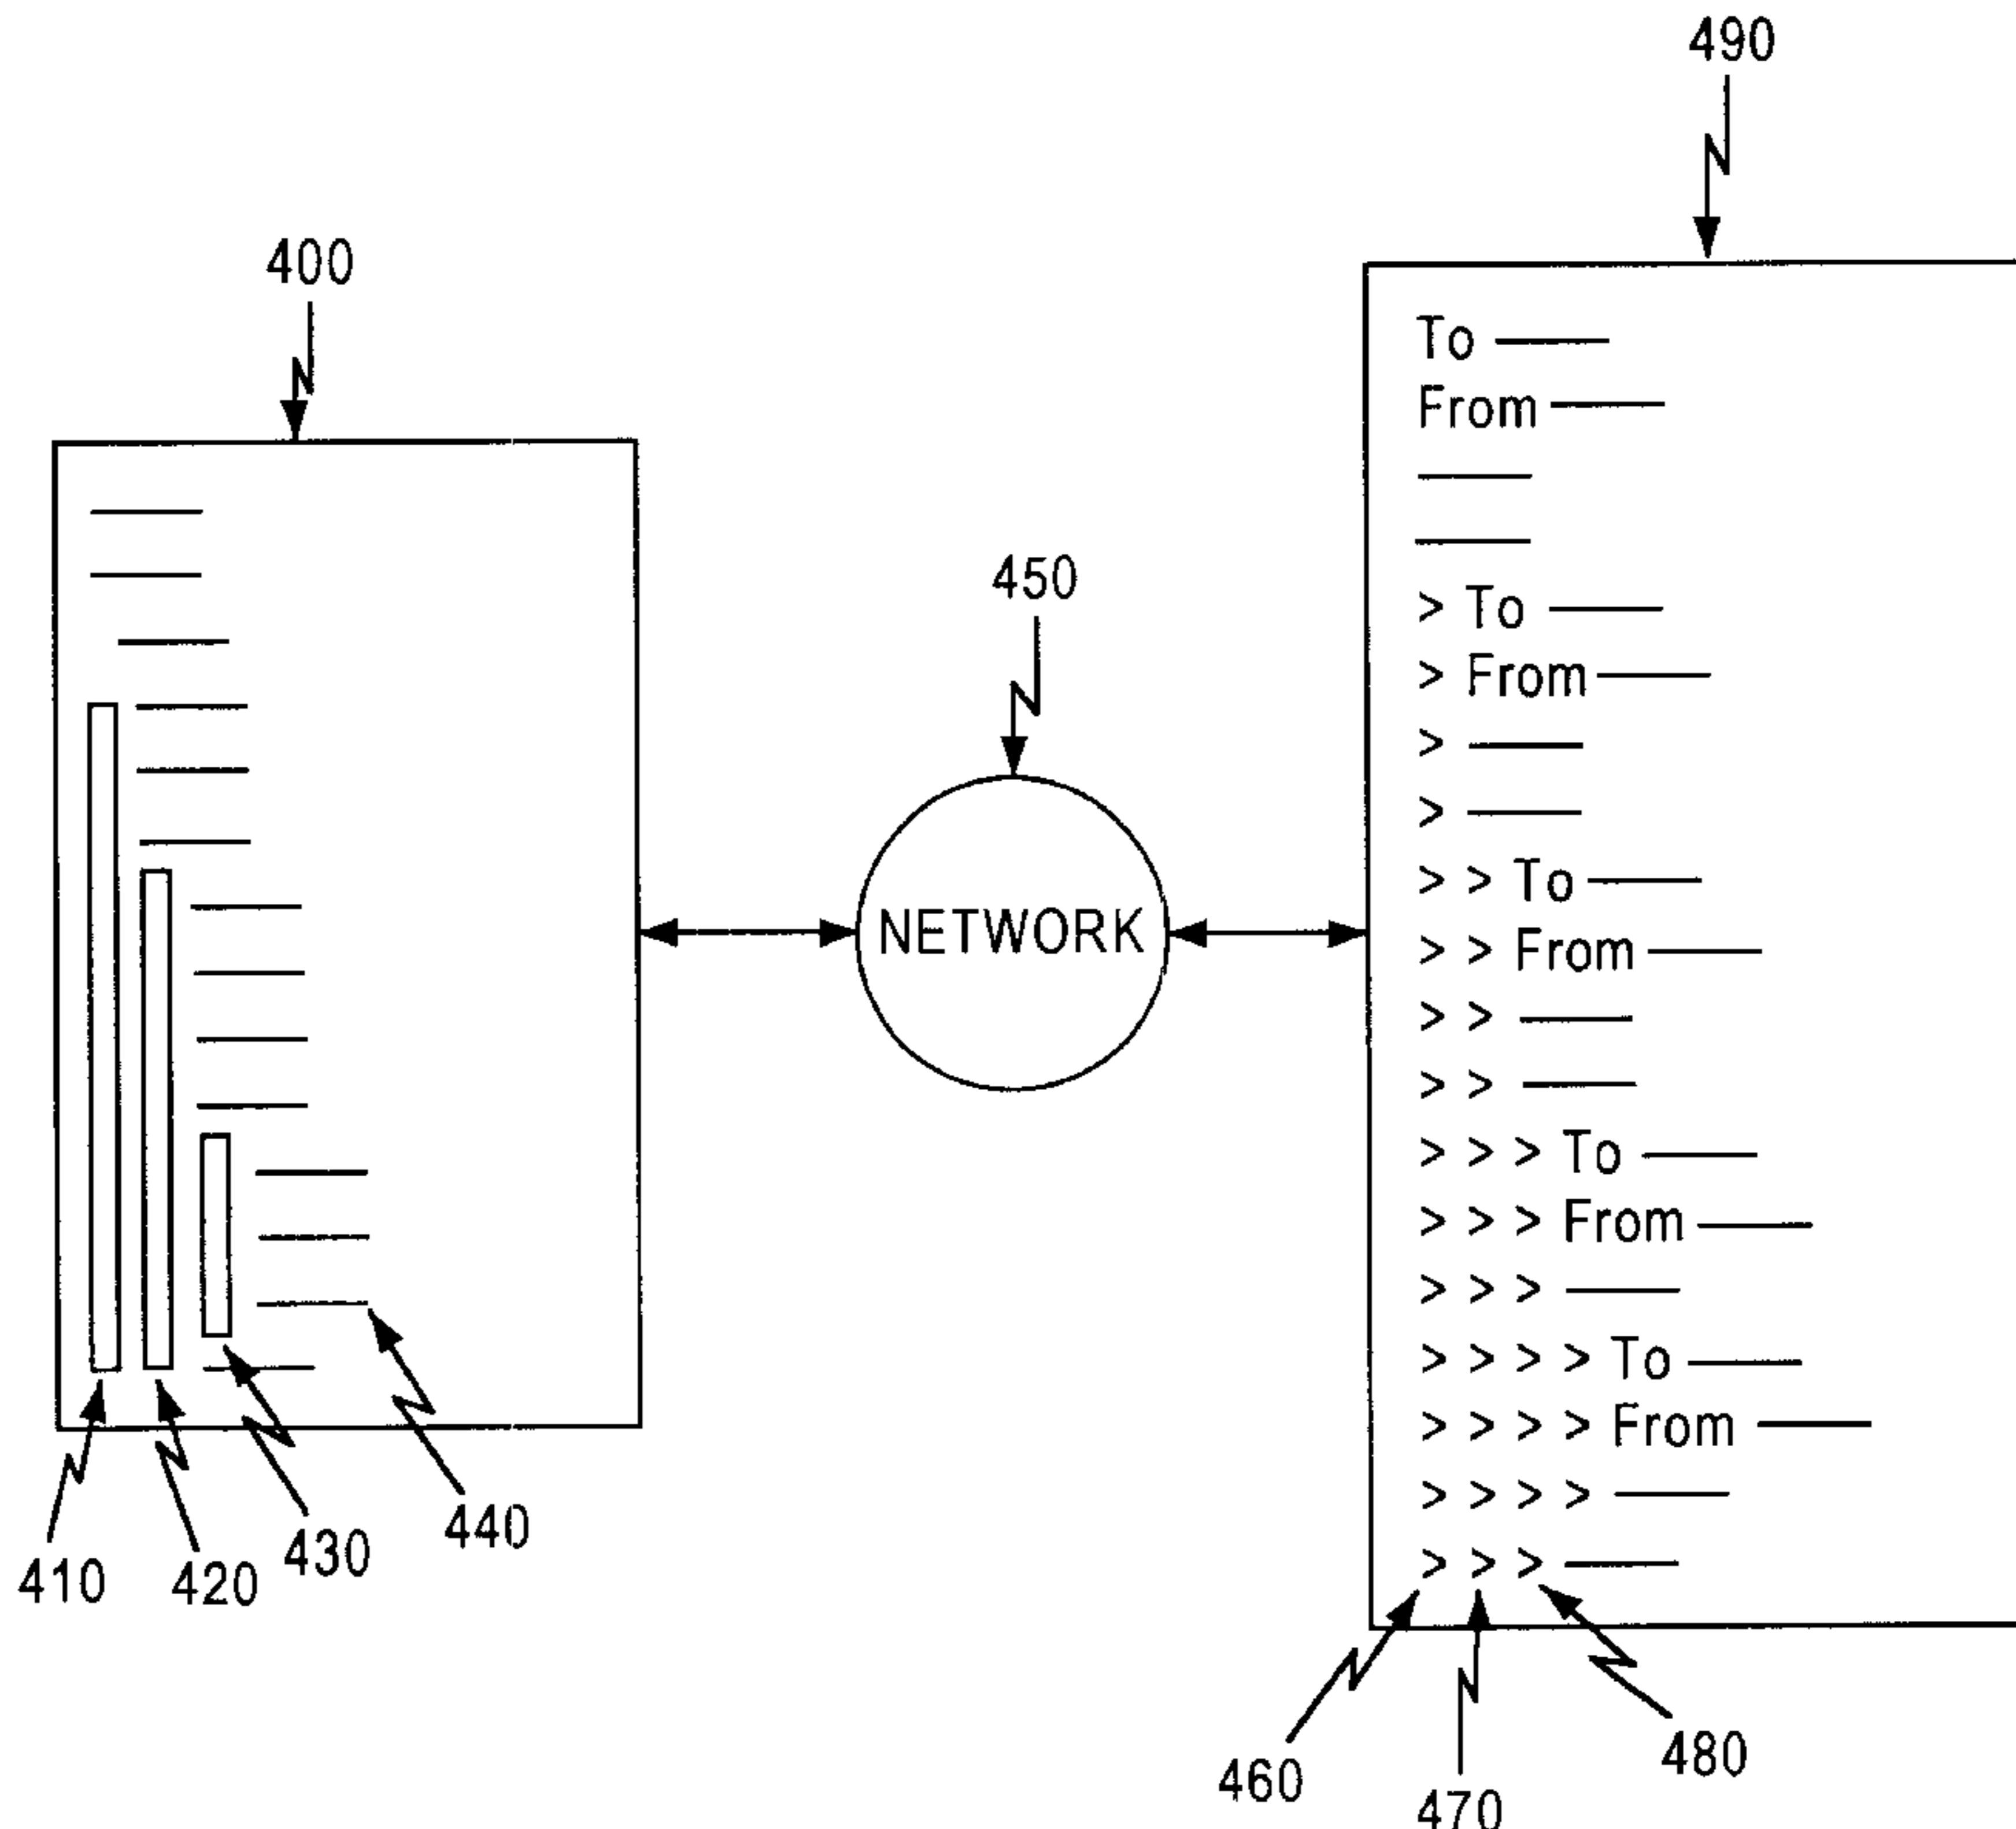 490
400
To
From
450
> To
> From
>
>
> > To
> > From
NETWORK
> >
> >
> > > To
> > > From
> > >
> > > > To
> > > > From
> > > >
> > >
410
420
430
440
460
470
480